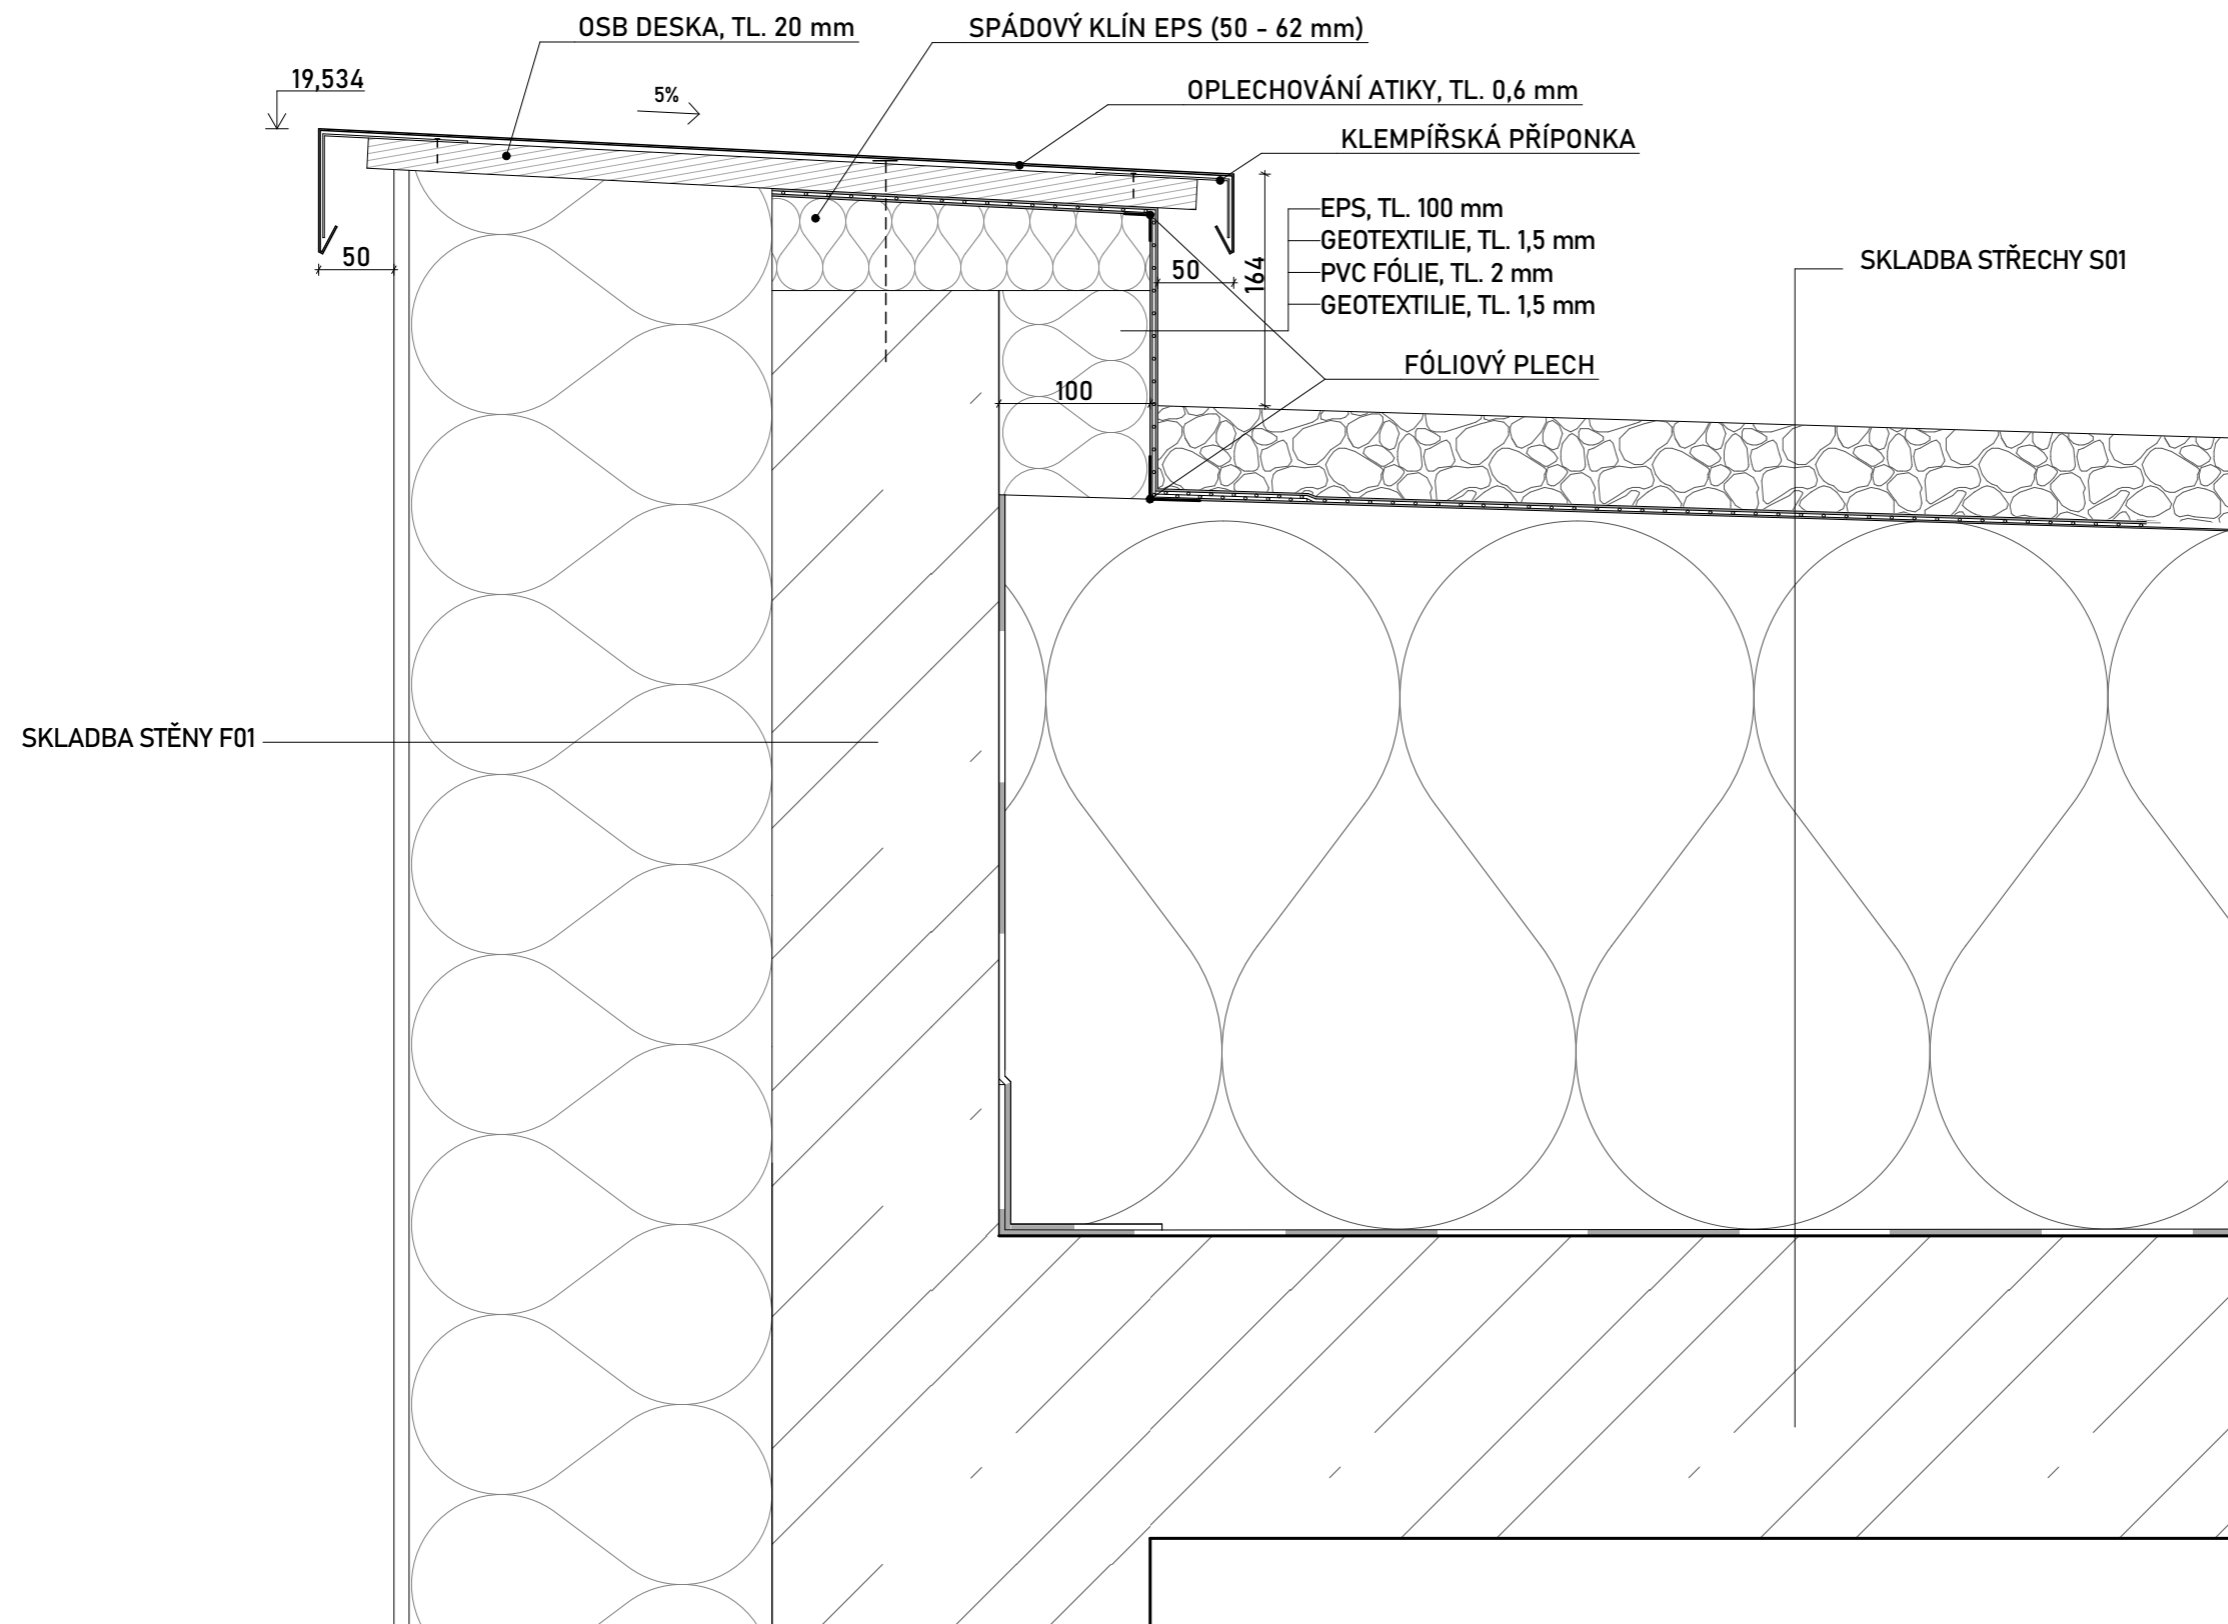 OSB DESKA, TL. 20 mm
SPÁDOVÝ KLÍN EPS (50 - 62 mm)
19,534
5%
OPLECHOVÁNÍ ATIKY, TL. 0,6 mm
KLEMPÍŘSKÁ PŘÍPONKA
EPS, TL. 100 mm
GEOTEXTILIE, TL. 1,5 mm
PVC FÓLIE, TL. 2 mm
GEOTEXTILIE, TL. 1,5 mm
50
50
164
SKLADBA STŘECHY S01
FÓLIOVÝ PLECH
100
SKLADBA STĚNY F01